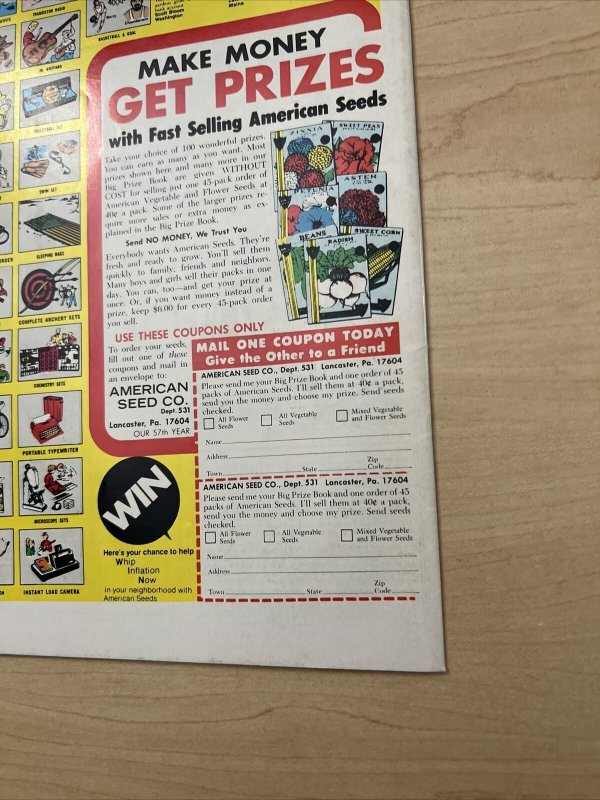 TRANSISTOR RADIO
JR. GUITARS
VOLLEYBALL SET
SWIM SET
SLEEPING BAGS
COMPLETE ARCHERY SETS
CHEMISTRY SETS
PORTABLE TYPEWRITER
MICROSCOPE SETS
INSTANT LOAD CAMERA
BASKETBALL & GOAL
Scott Bloom
Washington
Maine
MAKE MONEY
GET PRIZES
with Fast Selling American Seeds
Take your choice of 100 wonderful prizes.
You can earn as many as you want. Most
prizes shown here and many more in our
Big Prize Book are given WITHOUT
COST for selling just one 45-pack order of
American Vegetable and Flower Seeds at
40¢ a pack. Some of the larger prizes re-
quire more sales or extra money as ex-
plained in the Big Prize Book.
Send NO MONEY, We Trust You
Everybody wants American Seeds. They're
fresh and ready to grow. You'll sell them
quickly to family, friends and neighbors.
Many boys and girls sell their packs in one
day. You can, too—and get your prize at
once. Or, if you want money instead of a
prize, keep $6.00 for every 45-pack order
you sell.
ZINNIA
SWEET PEAS
PETUNIA
ASTER
BEANS
RADISH
SWEET CORN
USE THESE COUPONS ONLY
To order your seeds,
fill out one of these
coupons and mail in
an envelope to:
AMERICAN
SEED CO.
Dept. 531
Lancaster, Pa. 17604
OUR 57th YEAR
MAIL ONE COUPON TODAY
Give the Other to a Friend
AMERICAN SEED CO., Dept. 531 Lancaster, Pa. 17604
Please send me your Big Prize Book and one order of 45
packs of American Seeds. I'll sell them at 40¢ a pack,
send you the money and choose my prize. Send seeds
checked.
All Flower Seeds
All Vegetable Seeds
Mixed Vegetable and Flower Seeds
Name
Address
Town State Zip Code
AMERICAN SEED CO., Dept. 531 Lancaster, Pa. 17604
Please send me your Big Prize Book and one order of 45
packs of American Seeds. I'll sell them at 40¢ a pack,
send you the money and choose my prize. Send seeds
checked.
All Flower Seeds
All Vegetable Seeds
Mixed Vegetable and Flower Seeds
Name
Address
Town State Zip Code
WIN
Here's your chance to help
Whip
Inflation
Now
in your neighborhood with
American Seeds.